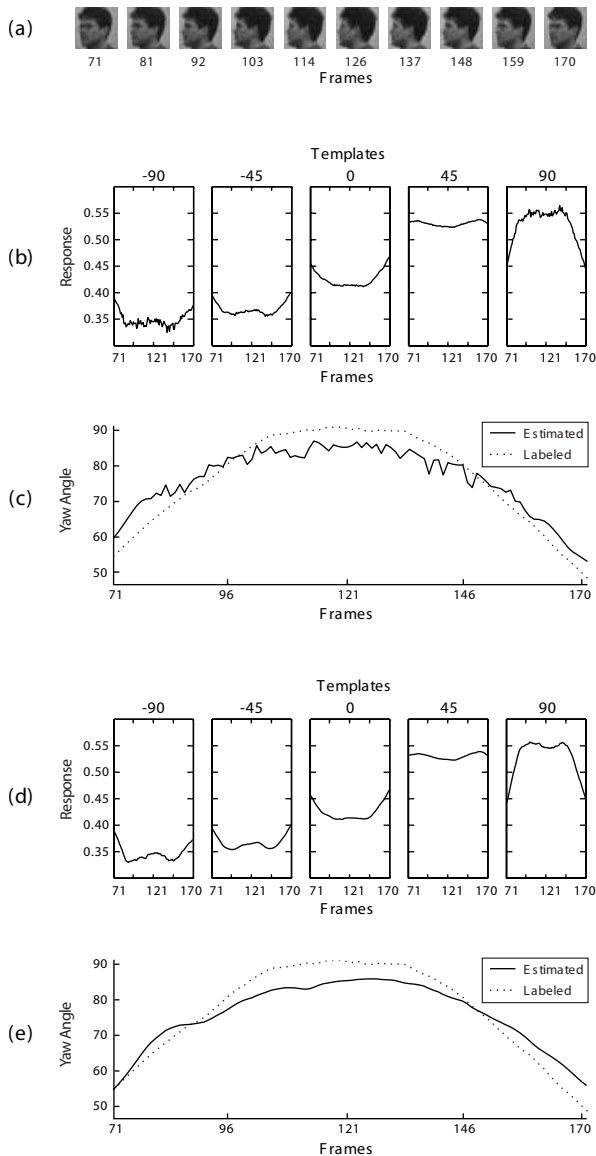 (a)
71 81 92 103 114 126 137 148 159 170
Frames
Templates
-90 -45 0 45 90
(b)
Response
0.55
0.50
0.45
0.40
0.35
71 121 170 71 121 170 71 121 170 71 121 170 71 121 170
Frames
(c)
Yaw Angle
90
80
70
60
50
Estimated
Labeled
71 96 121 146 170
Frames
Templates
-90 -45 0 45 90
(d)
Response
0.55
0.50
0.45
0.40
0.35
71 121 170 71 121 170 71 121 170 71 121 170 71 121 170
Frames
(e)
Yaw Angle
90
80
70
60
50
Estimated
Labeled
71 96 121 146 170
Frames